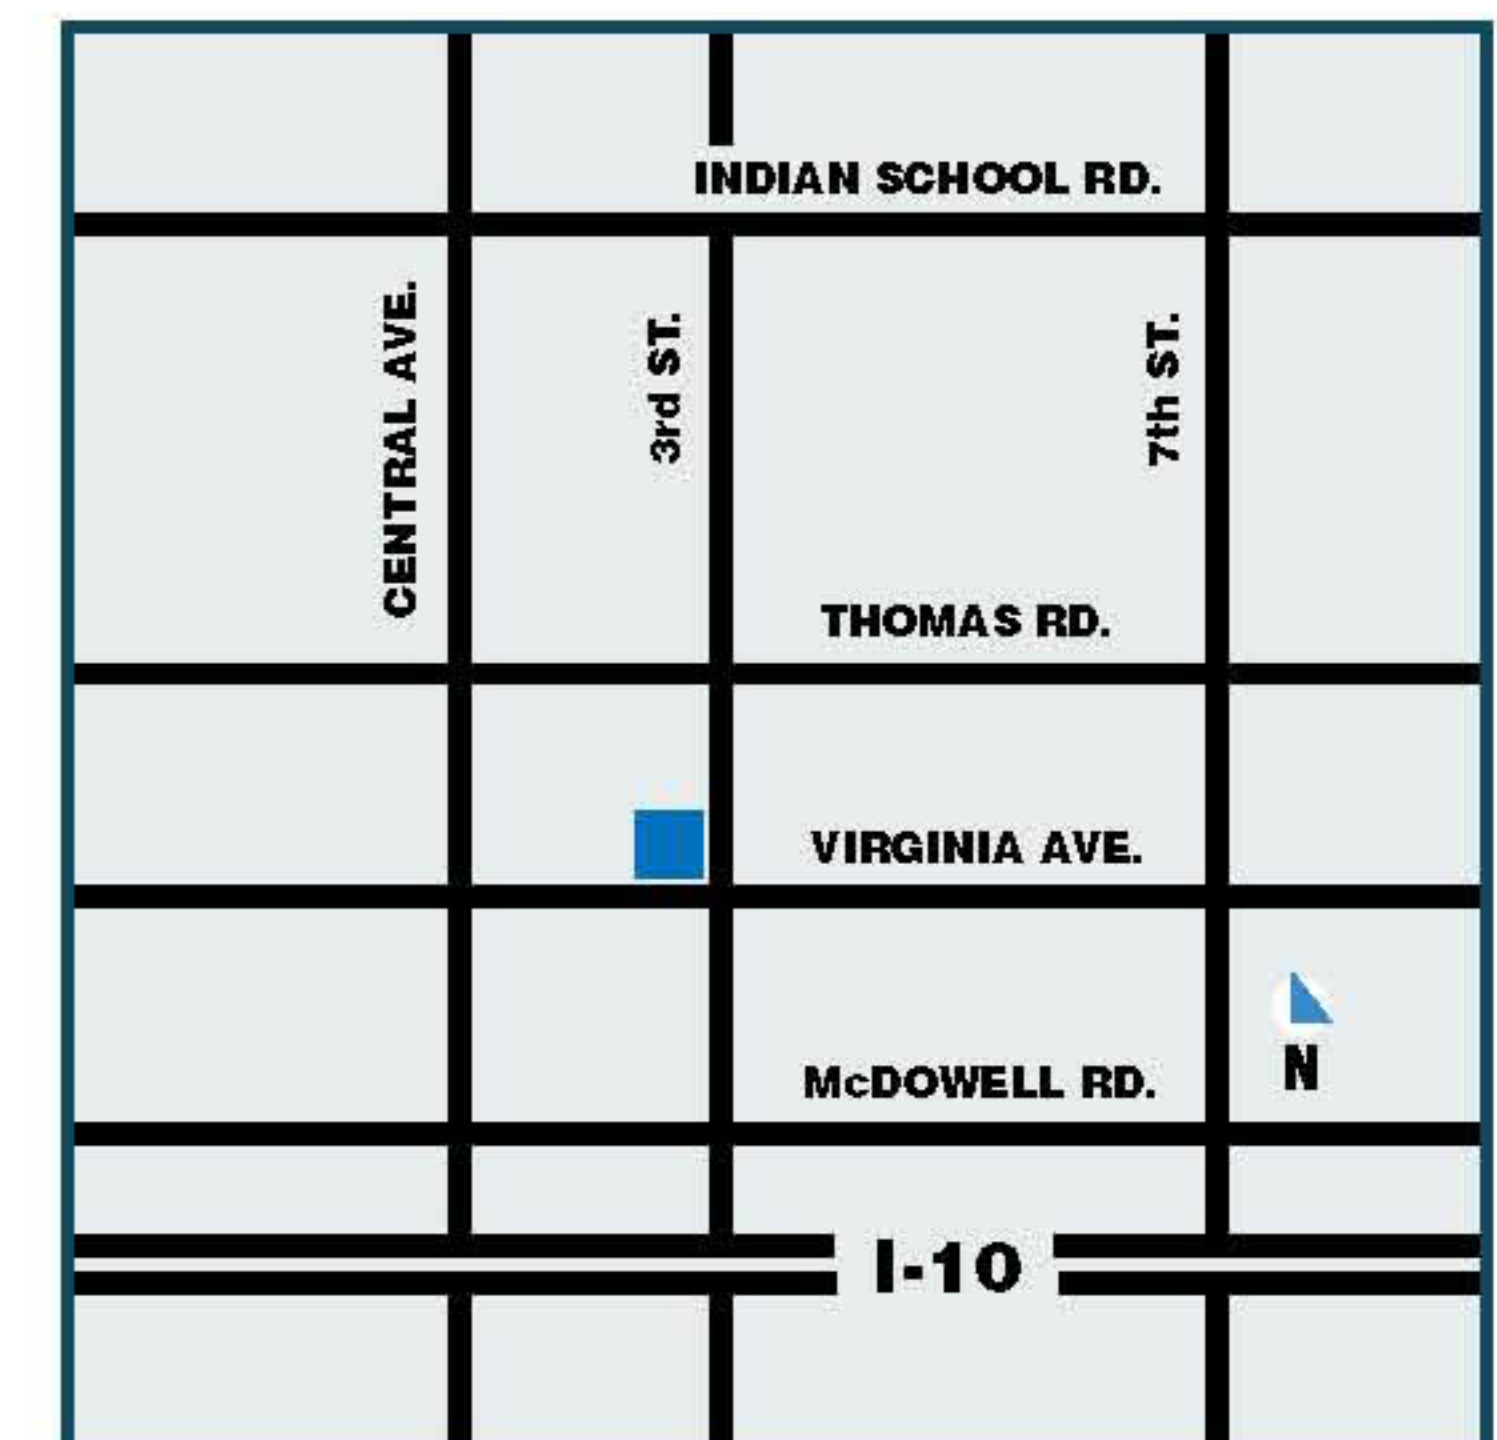 INDIAN SCHOOL RD.
CENTRAL AVE.
3rd ST.
7th ST.
THOMAS RD.
VIRGINIA AVE.
N
McDOWELL RD.
I-10